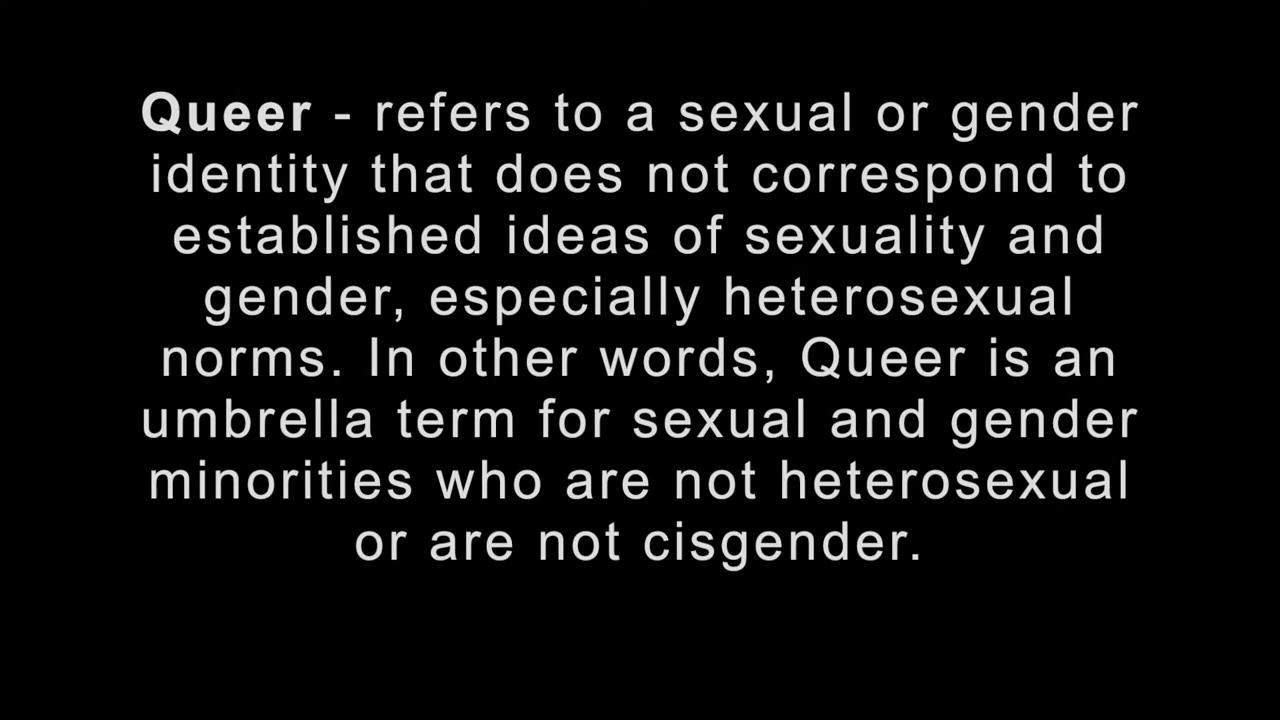 Queer - refers to a sexual or gender
identity that does not correspond to
established ideas of sexuality and
gender, especially heterosexual
norms. In other words, Queer is an
umbrella term for sexual and gender
minorities who are not heterosexual
or are not cisgender.